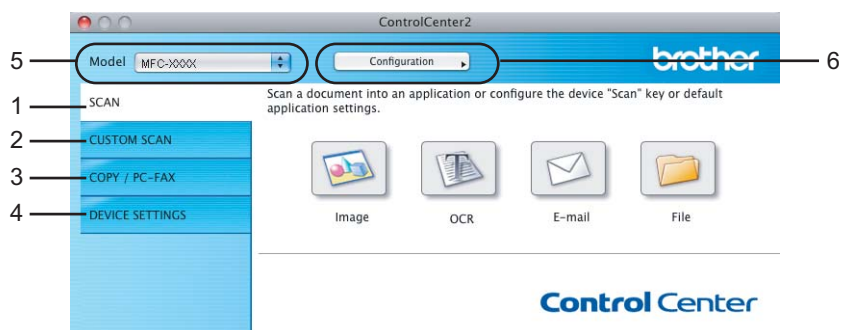 ControlCenter2
5
Model MFC-XXXX
Configuration
brother
6
1
SCAN
Scan a document into an application or configure the device "Scan" key or default
application settings.
2
CUSTOM SCAN
3
COPY / PC-FAX
4
DEVICE SETTINGS
Image
OCR
E-mail
File
Control Center